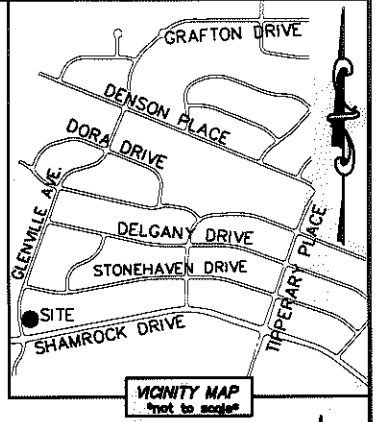 GRAFTON DRIVE
DENSON PLACE
DORA DRIVE
GLENVILLE AVE.
DELGANY DRIVE
TIPPERARY PLACE
STONEHAVEN DRIVE
SITE
SHAMROCK DRIVE
VICINITY MAP
*not to scale*